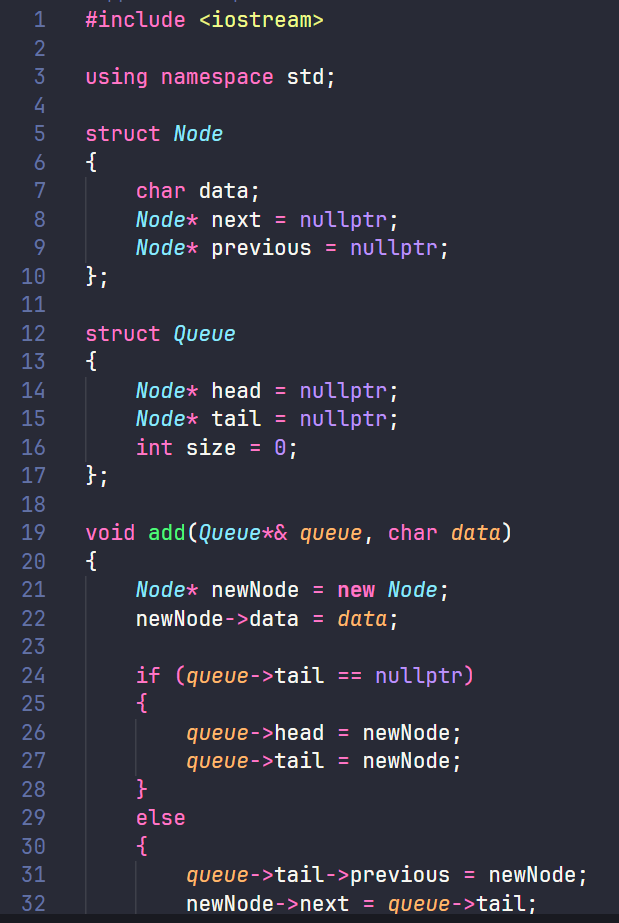 1 #include <iostream>
2
3 using namespace std;
4
5 struct Node
6 {
7     char data;
8     Node* next = nullptr;
9     Node* previous = nullptr;
10 };
11
12 struct Queue
13 {
14     Node* head = nullptr;
15     Node* tail = nullptr;
16     int size = 0;
17 };
18
19 void add(Queue*& queue, char data)
20 {
21     Node* newNode = new Node;
22     newNode->data = data;
23
24     if (queue->tail == nullptr)
25     {
26         queue->head = newNode;
27         queue->tail = newNode;
28     }
29     else
30     {
31         queue->tail->previous = newNode;
32         newNode->next = queue->tail;